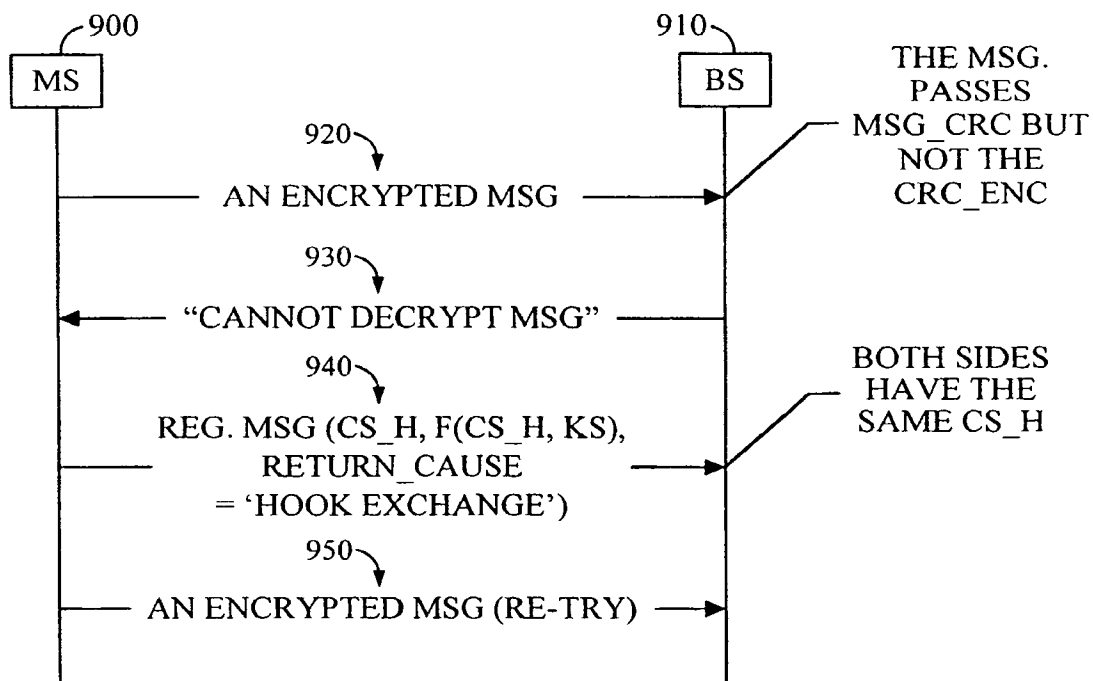 900
910
MS
BS
THE MSG.
PASSES
MSG_CRC BUT
NOT THE
CRC_ENC
920
AN ENCRYPTED MSG
930
“CANNOT DECRYPT MSG”
940
REG. MSG (CS_H, F(CS_H, KS),
RETURN_CAUSE
= ‘HOOK EXCHANGE’)
BOTH SIDES
HAVE THE
SAME CS_H
950
AN ENCRYPTED MSG (RE-TRY)